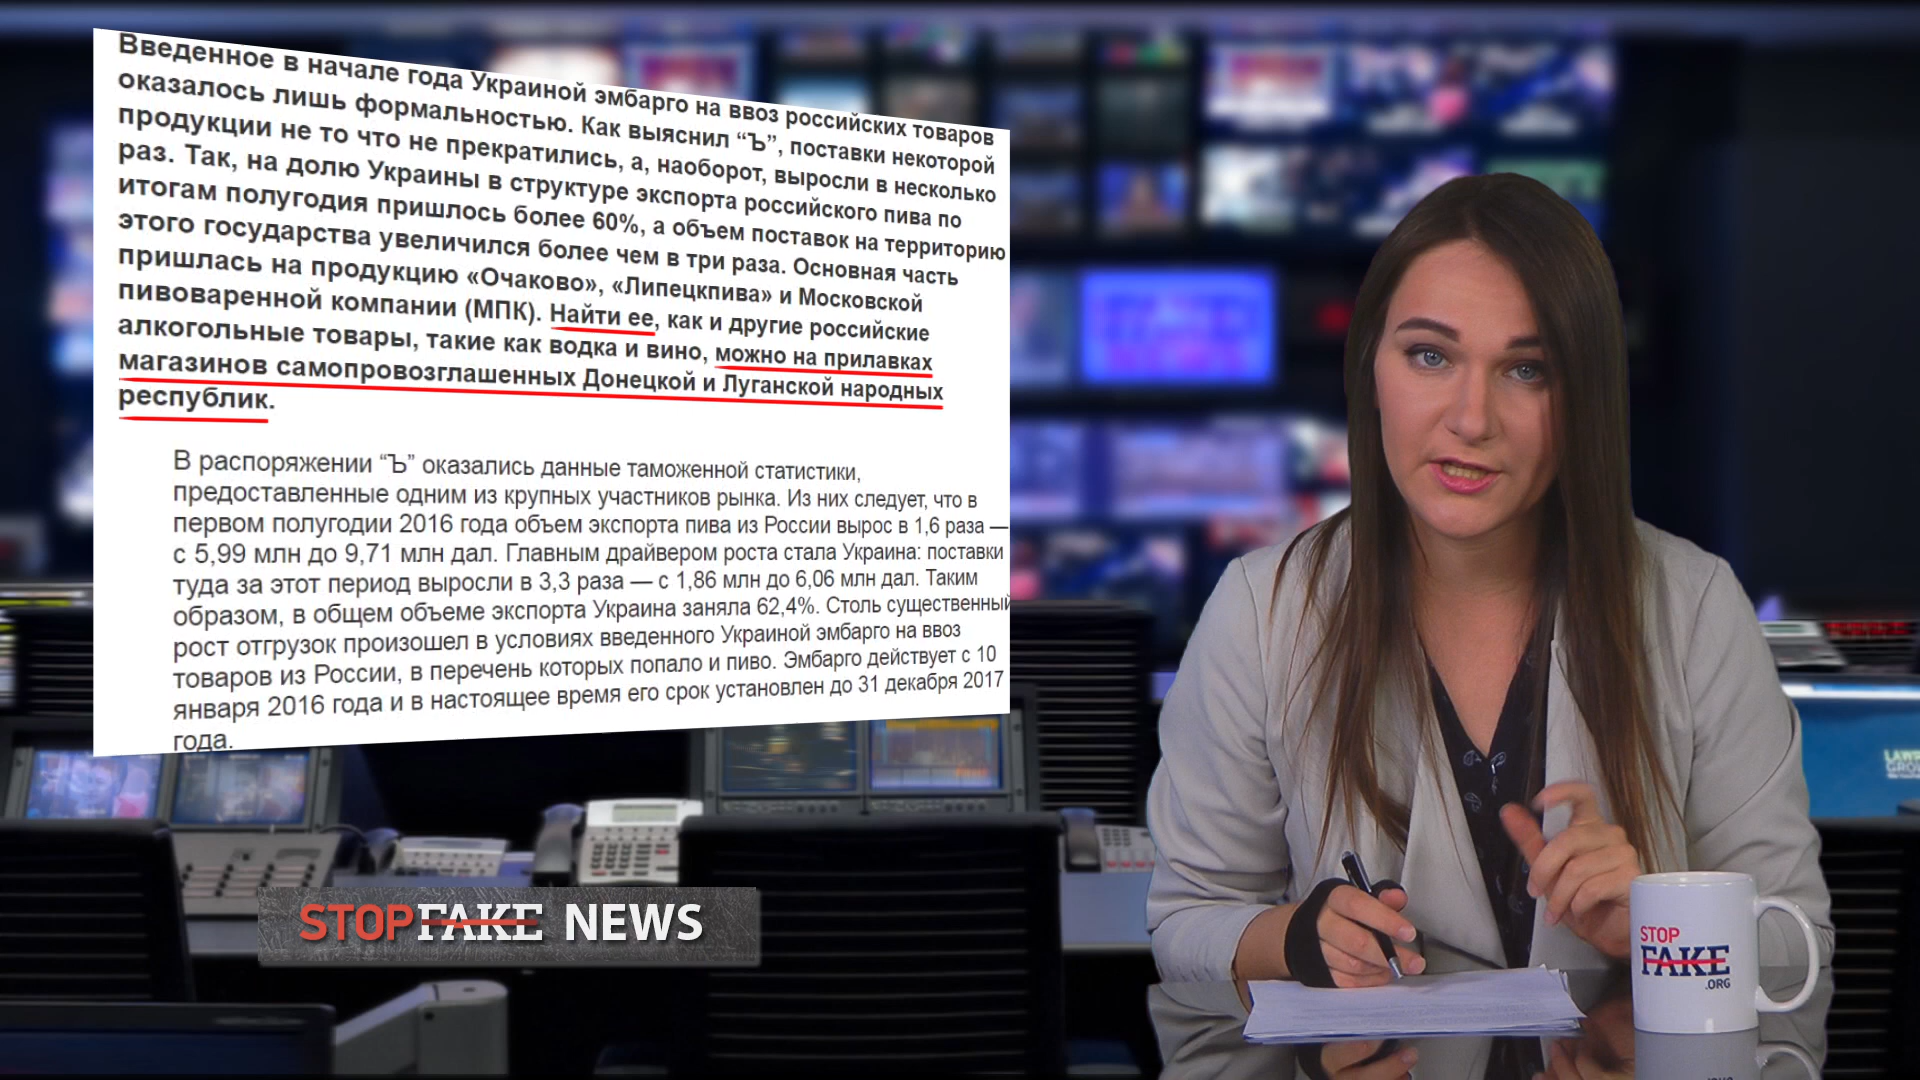 Введенное в начале года Украиной эмбарго на ввоз российских товаров
оказалось лишь формальностью. Как выяснил “Ъ”, поставки некоторой
продукции не то что не прекратились, а, наоборот, выросли в несколько
раз. Так, на долю Украины в структуре экспорта российского пива по
итогам полугодия пришлось более 60%, а объем поставок на территорию
этого государства увеличился более чем в три раза. Основная часть
пришлась на продукцию «Очаково», «Липецкпива» и Московской
пивоваренной компании (МПК). Найти ее, как и другие российские
алкогольные товары, такие как водка и вино, можно на прилавках
магазинов самопровозглашенных Донецкой и Луганской народных
республик.
В распоряжении “Ъ” оказались данные таможенной статистики,
предоставленные одним из крупных участников рынка. Из них следует, что в
первом полугодии 2016 года объем экспорта пива из России вырос в 1,6 раза —
с 5,99 млн до 9,71 млн дал. Главным драйвером роста стала Украина: поставки
туда за этот период выросли в 3,3 раза — с 1,86 млн до 6,06 млн дал. Таким
образом, в общем объеме экспорта Украина заняла 62,4%. Столь существенный
рост отгрузок произошел в условиях введенного Украиной эмбарго на ввоз
товаров из России, в перечень которых попало и пиво. Эмбарго действует с 10
января 2016 года и в настоящее время его срок установлен до 31 декабря 2017
года.
STOPFAKE NEWS
STOP
FAKE
.ORG